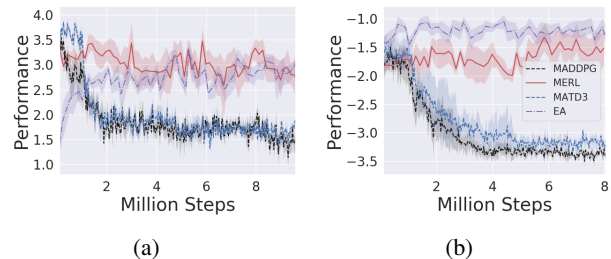 4.0
3.5
3.0
2.5
2.0
1.5
1.0
Performance
2 4 6 8
Million Steps
(a)
−1.0
−1.5
−2.0
−2.5
−3.0
−3.5
Performance
MADDPG
MERL
MATD3
EA
2 4 6 8
Million Steps
(b)